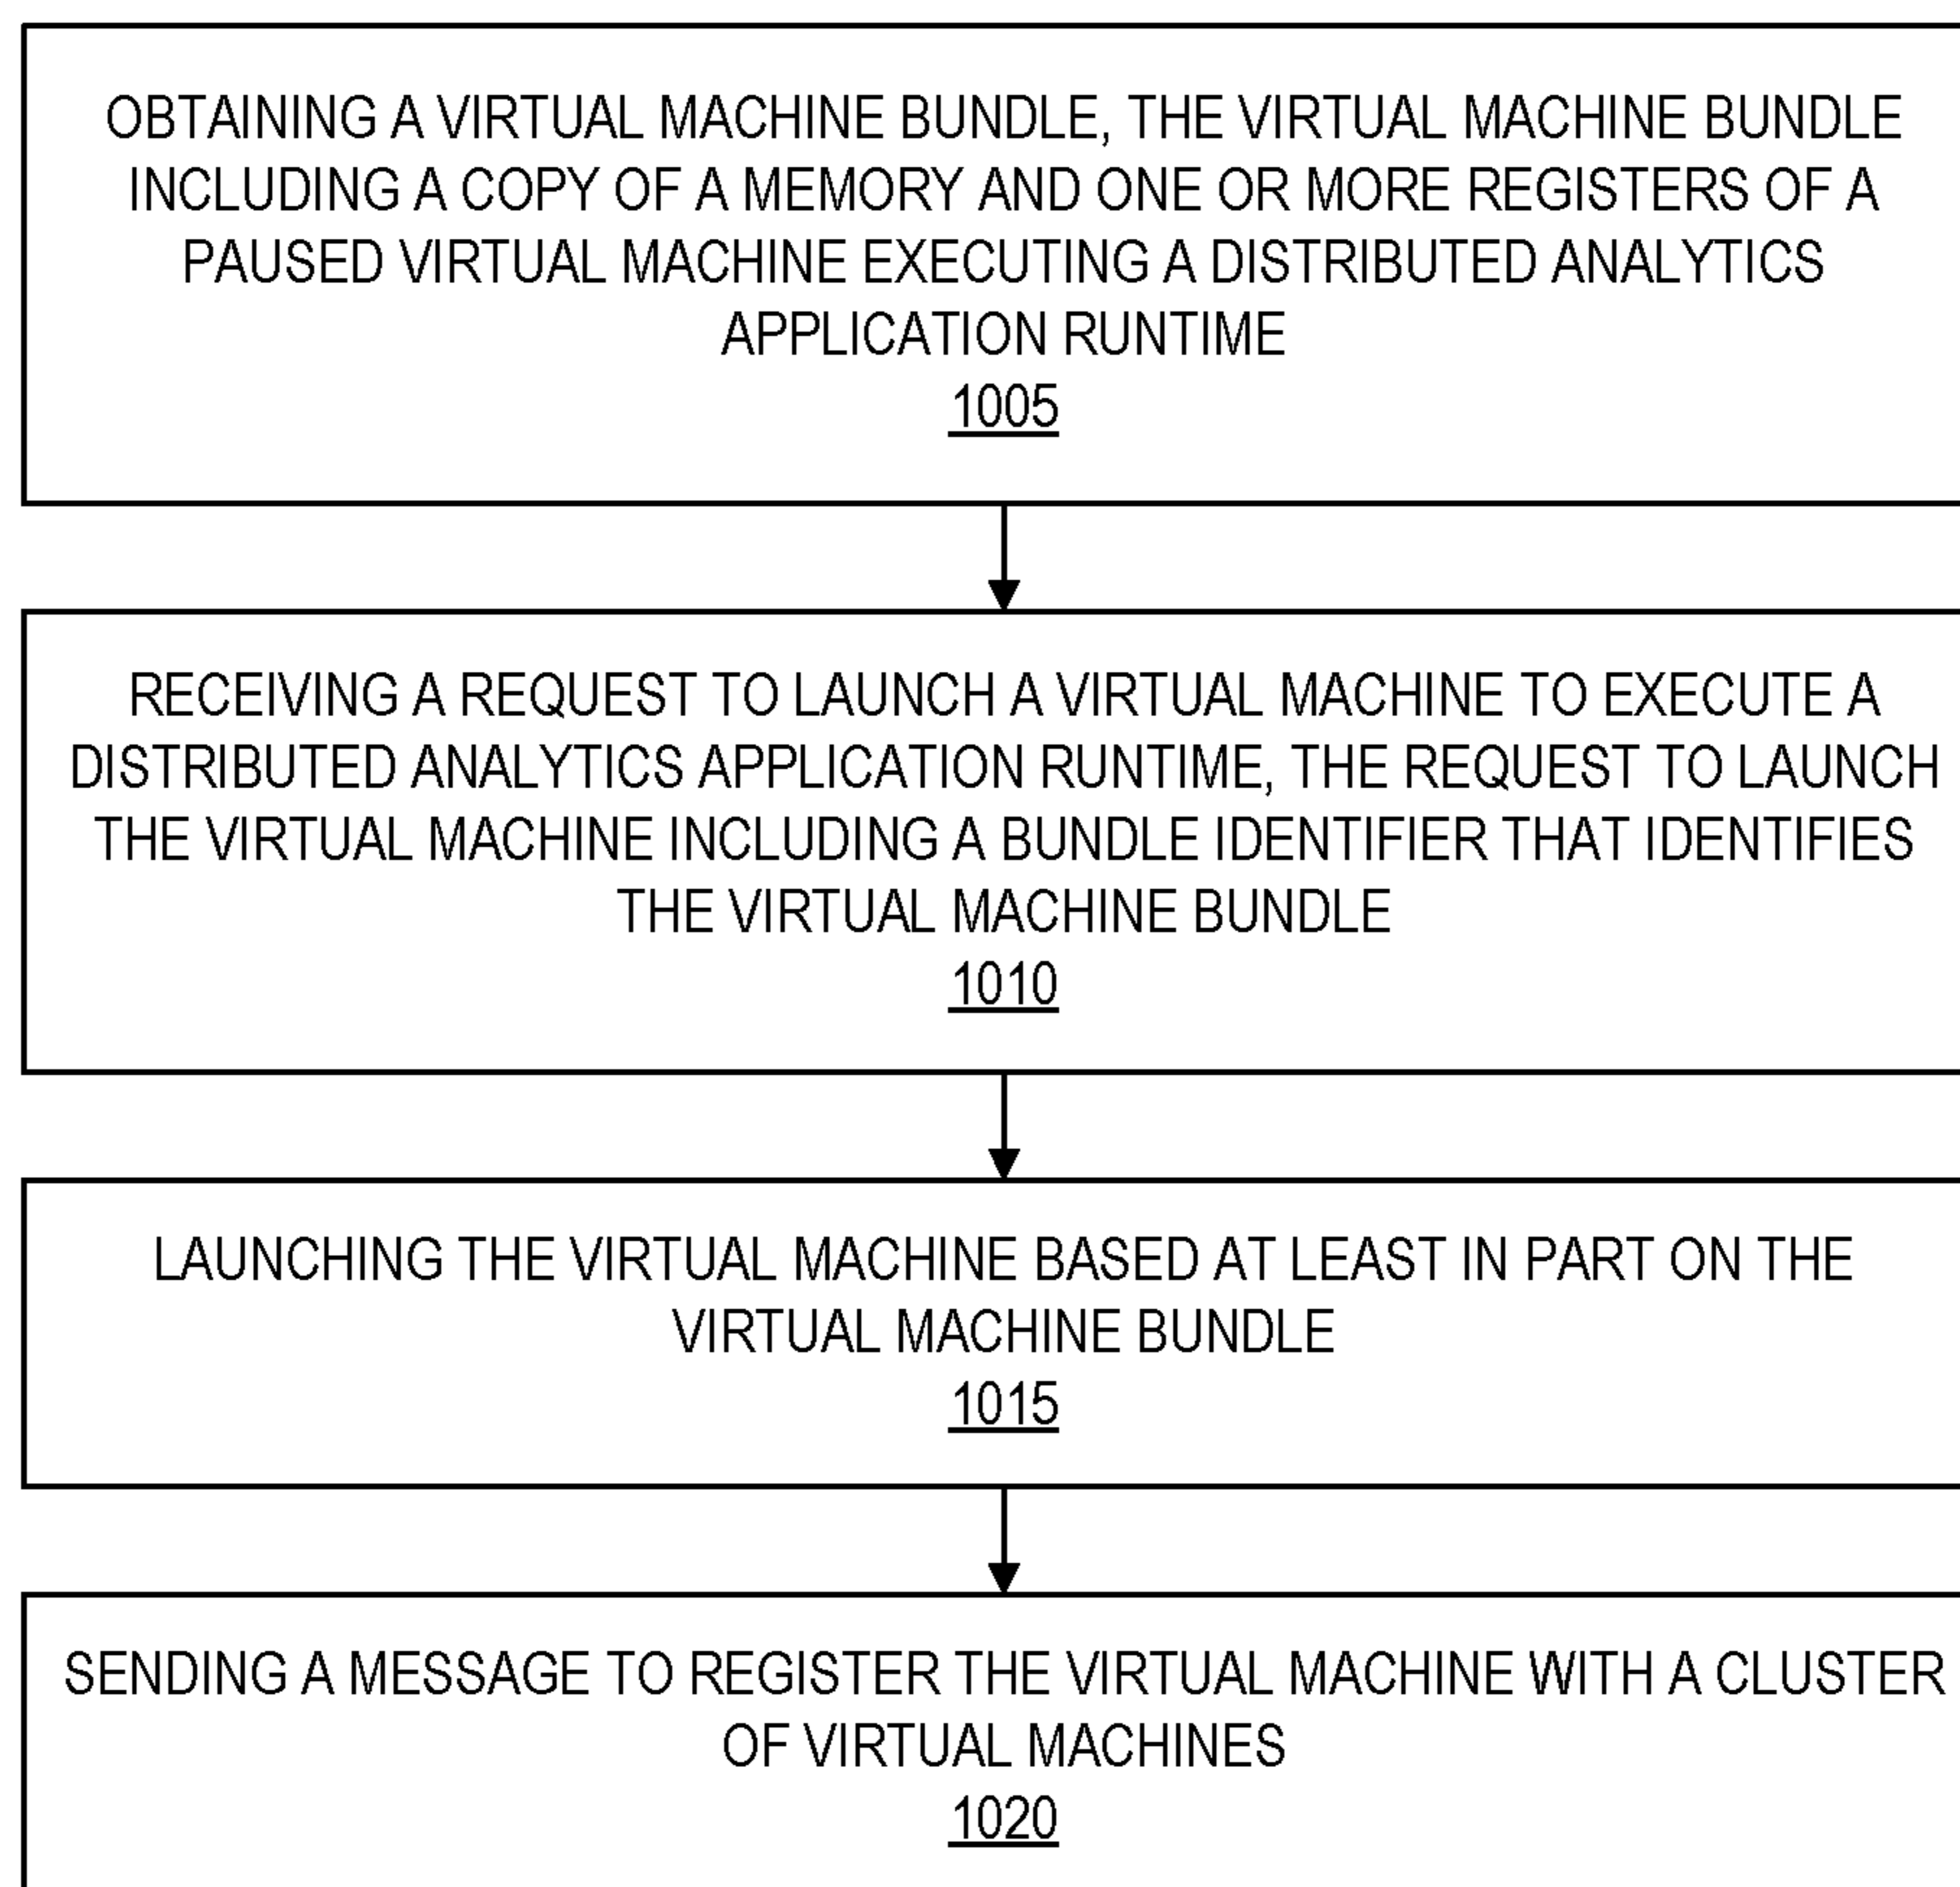 OBTAINING A VIRTUAL MACHINE BUNDLE, THE VIRTUAL MACHINE BUNDLE
INCLUDING A COPY OF A MEMORY AND ONE OR MORE REGISTERS OF A
PAUSED VIRTUAL MACHINE EXECUTING A DISTRIBUTED ANALYTICS
APPLICATION RUNTIME
1005
RECEIVING A REQUEST TO LAUNCH A VIRTUAL MACHINE TO EXECUTE A
DISTRIBUTED ANALYTICS APPLICATION RUNTIME, THE REQUEST TO LAUNCH
THE VIRTUAL MACHINE INCLUDING A BUNDLE IDENTIFIER THAT IDENTIFIES
THE VIRTUAL MACHINE BUNDLE
1010
LAUNCHING THE VIRTUAL MACHINE BASED AT LEAST IN PART ON THE
VIRTUAL MACHINE BUNDLE
1015
SENDING A MESSAGE TO REGISTER THE VIRTUAL MACHINE WITH A CLUSTER
OF VIRTUAL MACHINES
1020